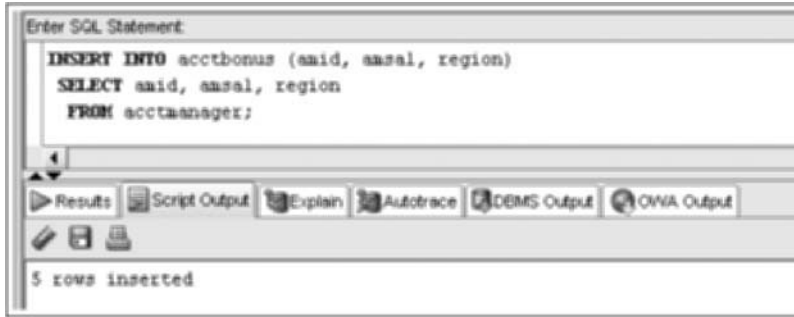 Enter SQL Statement:
INSERT INTO acctbonus (amid, amsal, region)
SELECT amid, amsal, region
FROM acctmanager;
Results Script Output Explain Autotrace DBMS Output OWA Output
5 rows inserted